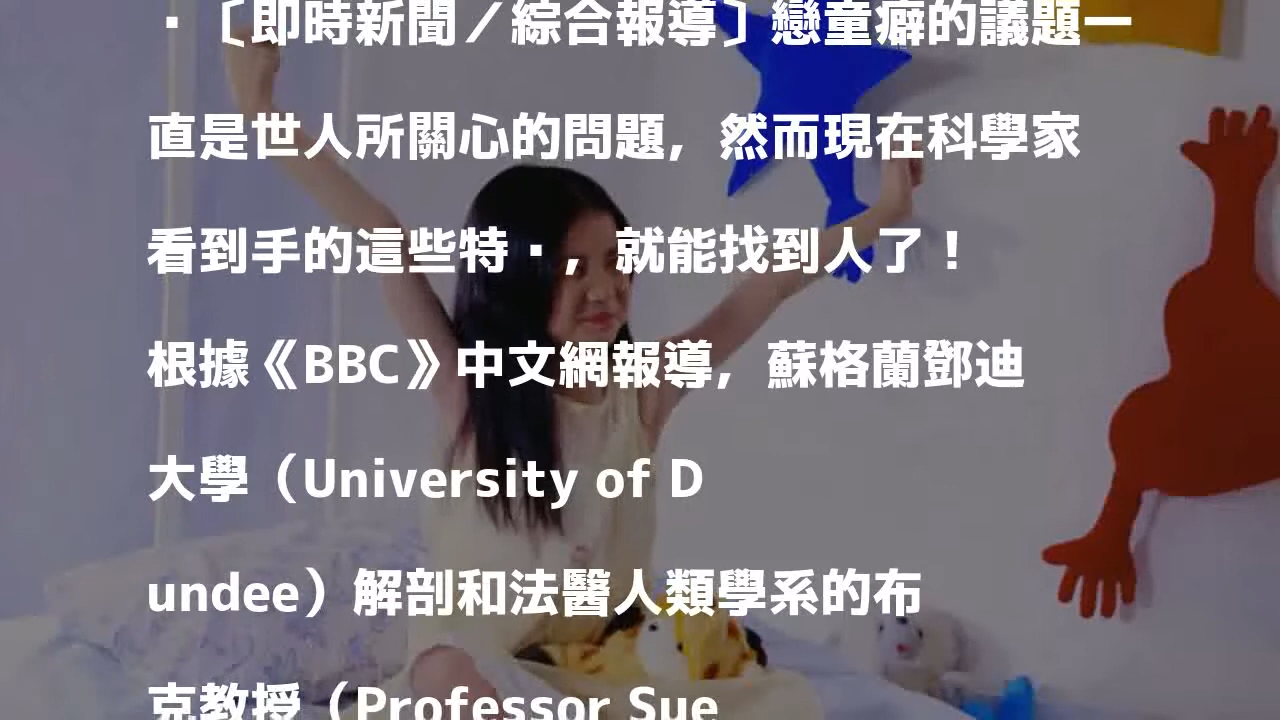 ▪〔即時新聞／綜合報導〕戀童癖的議題一
直是世人所關心的問題，然而現在科學家
看到手的這些特▪，就能找到人了！
根據《BBC》中文網報導，蘇格蘭鄧迪
大學（University of D
undee）解剖和法醫人類學系的布
克教授（Professor Sue